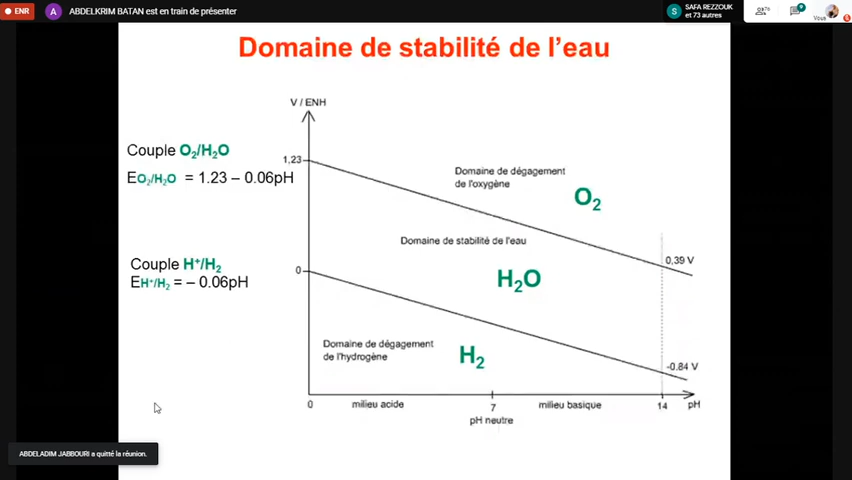 ENR
A
ABDELKRIM BATAN est en train de présenter
S
SAFA REZZOUK
et 73 autres
Vous
Domaine de stabilité de l'eau
V / ENH
Couple O₂/H₂O
EO₂/H₂O = 1.23 – 0.06pH
1,23
Domaine de dégagement
de l'oxygène
O₂
Domaine de stabilité de l'eau
0,39 V
Couple H⁺/H₂
EH⁺/H₂ = – 0.06pH
0
H₂O
Domaine de dégagement
de l'hydrogène
H₂
-0.84 V
0
milieu acide
7
milieu basique
14
pH
pH neutre
ABDELADIM JABBOURI a quitté la réunion.